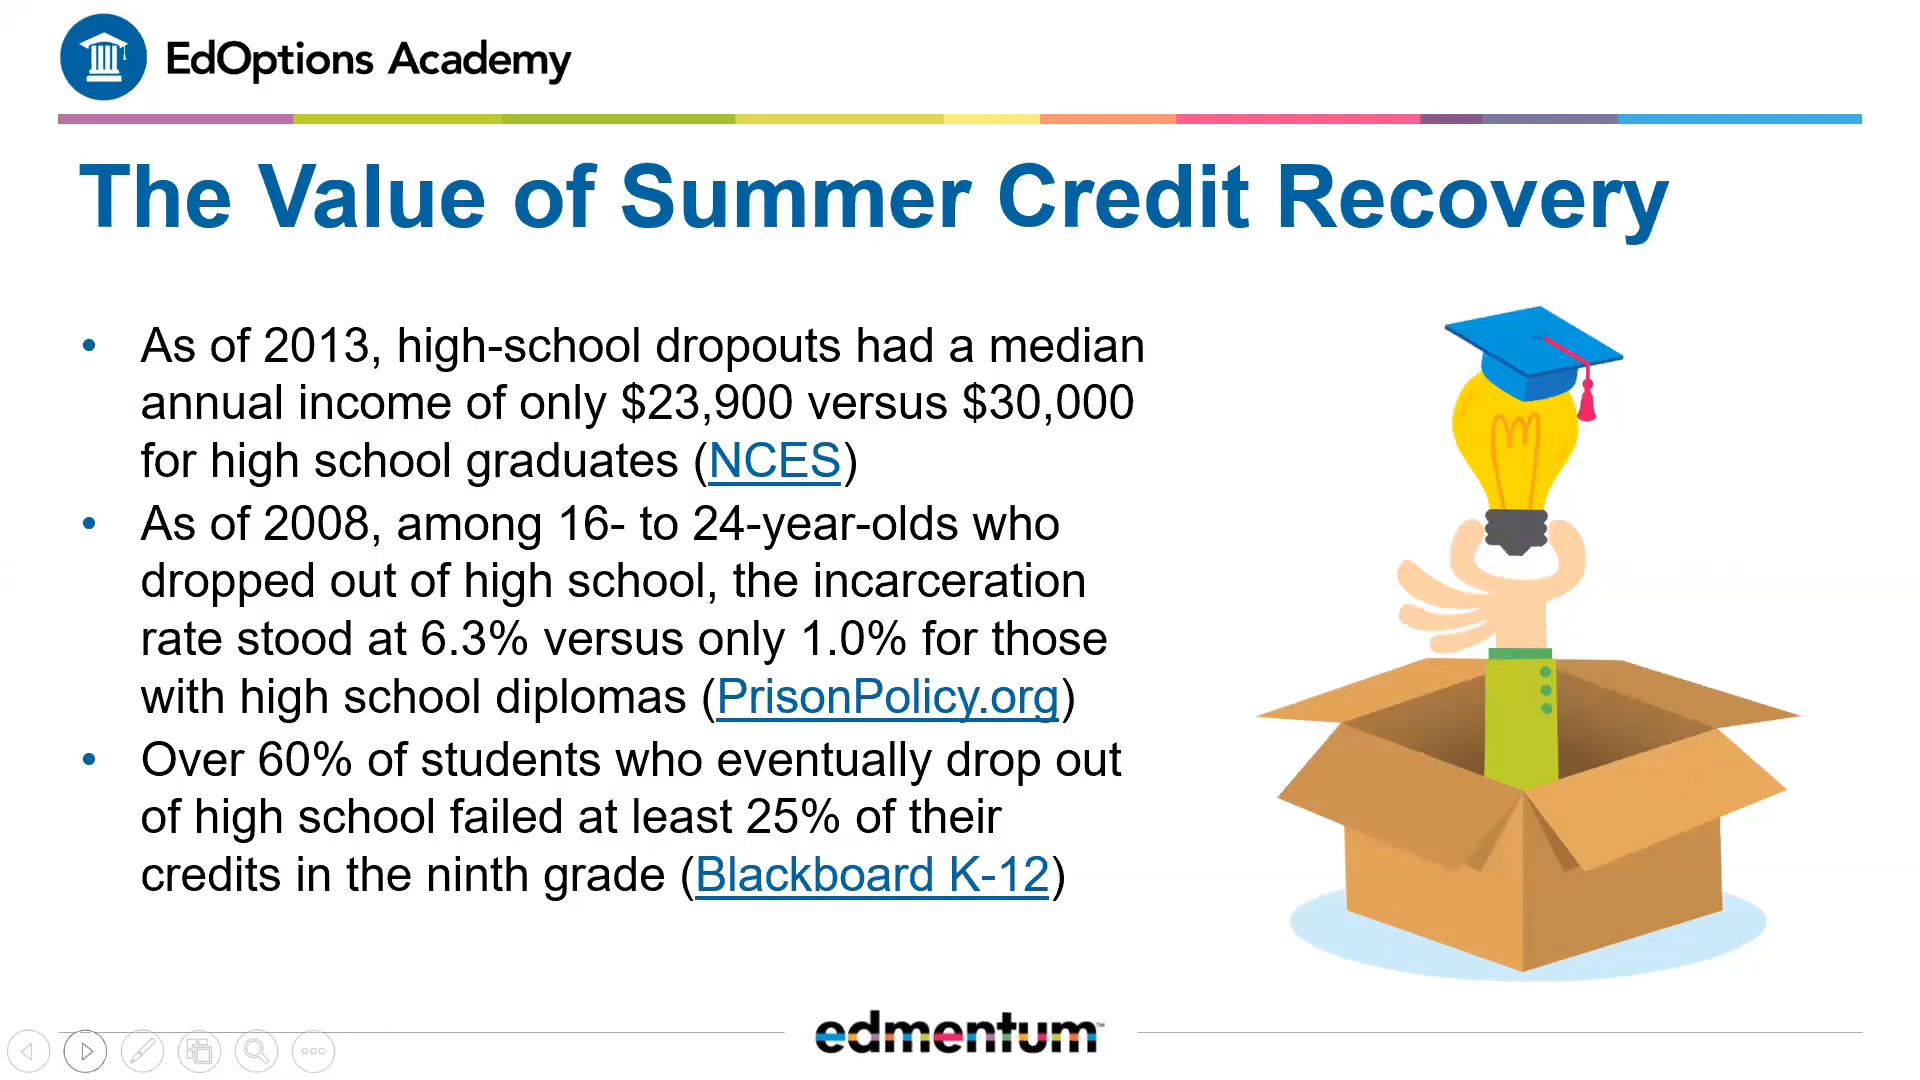 EdOptions Academy
The Value of Summer Credit Recovery
• As of 2013, high-school dropouts had a median
annual income of only $23,900 versus $30,000
for high school graduates (NCES)
• As of 2008, among 16- to 24-year-olds who
dropped out of high school, the incarceration
rate stood at 6.3% versus only 1.0% for those
with high school diplomas (PrisonPolicy.org)
• Over 60% of students who eventually drop out
of high school failed at least 25% of their
credits in the ninth grade (Blackboard K-12)
edmentum™